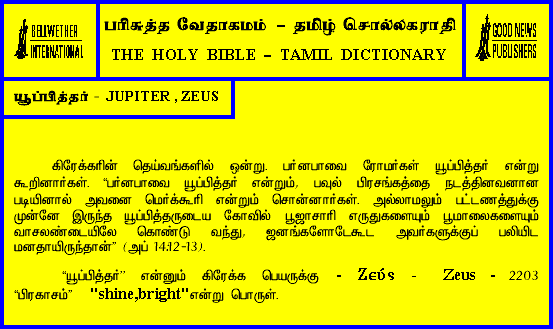 BELLWETHER
INTERNATIONAL
பரிசுத்த வேதாகமம் – தமிழ் சொல்லகராதி
THE HOLY BIBLE – TAMIL DICTIONARY
GOOD NEWS
PUBLISHERS
யூப்பித்தர் - JUPITER , ZEUS
கிரேக்கரின் தெய்வங்களில் ஒன்று. பர்னபாவை ரோமர்கள் யூப்பித்தர் என்று
கூறினார்கள். “பர்னபாவை யூப்பித்தர் என்றும், பவுல் பிரசங்கத்தை நடத்தினவனான
படியினால் அவனை மெர்க்கூரி என்றும் சொன்னார்கள். அல்லாமலும் பட்டணத்துக்கு
முன்னே இருந்த யூப்பித்தருடைய கோவில் பூஜாசாரி எருதுகளையும் பூமாலைகளையும்
வாசலண்டையிலே கொண்டு வந்து, ஜனங்களோடேகூட அவர்களுக்குப் பலியிட
மனதாயிருந்தான்” (அப் 14:12-13).
“யூப்பித்தர்” என்னும் கிரேக்க பெயருக்கு - Ζεύς - Zeus - 2203
“பிரகாசம்” "shine,bright" என்று பொருள்.